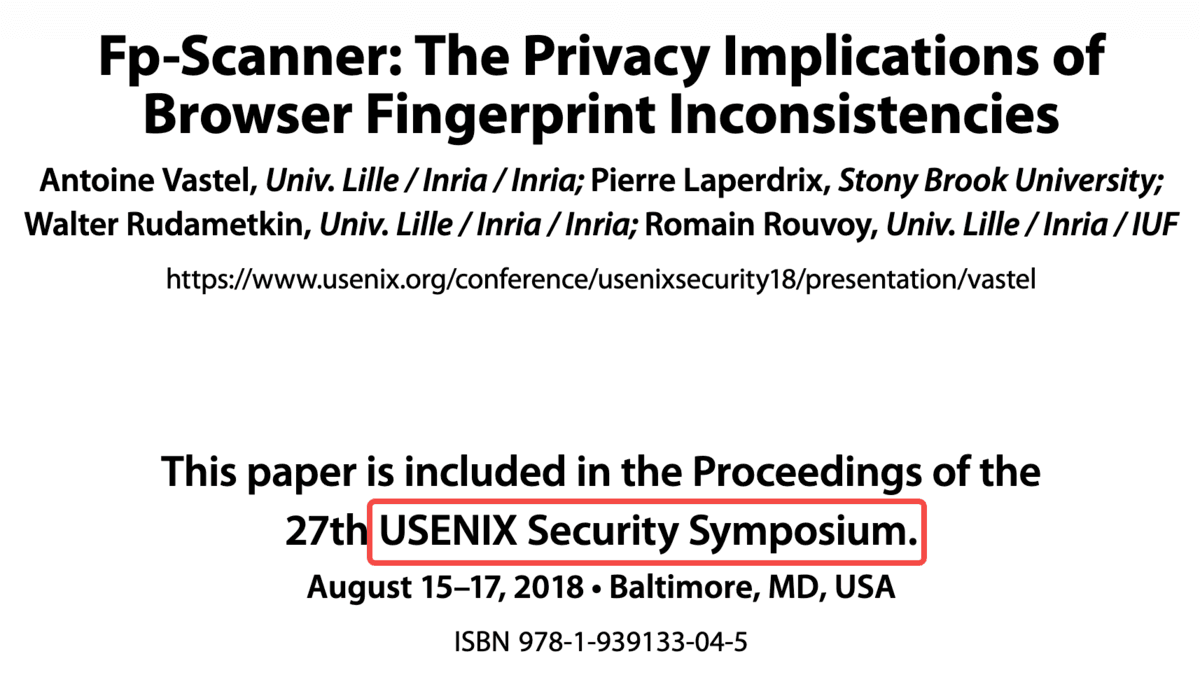 Fp-Scanner: The Privacy Implications of
Browser Fingerprint Inconsistencies
Antoine Vastel, Univ. Lille / Inria / Inria; Pierre Laperdrix, Stony Brook University;
Walter Rudametkin, Univ. Lille / Inria / Inria; Romain Rouvoy, Univ. Lille / Inria / IUF
https://www.usenix.org/conference/usenixsecurity18/presentation/vastel
This paper is included in the Proceedings of the
27th USENIX Security Symposium.
August 15–17, 2018 • Baltimore, MD, USA
ISBN 978-1-939133-04-5